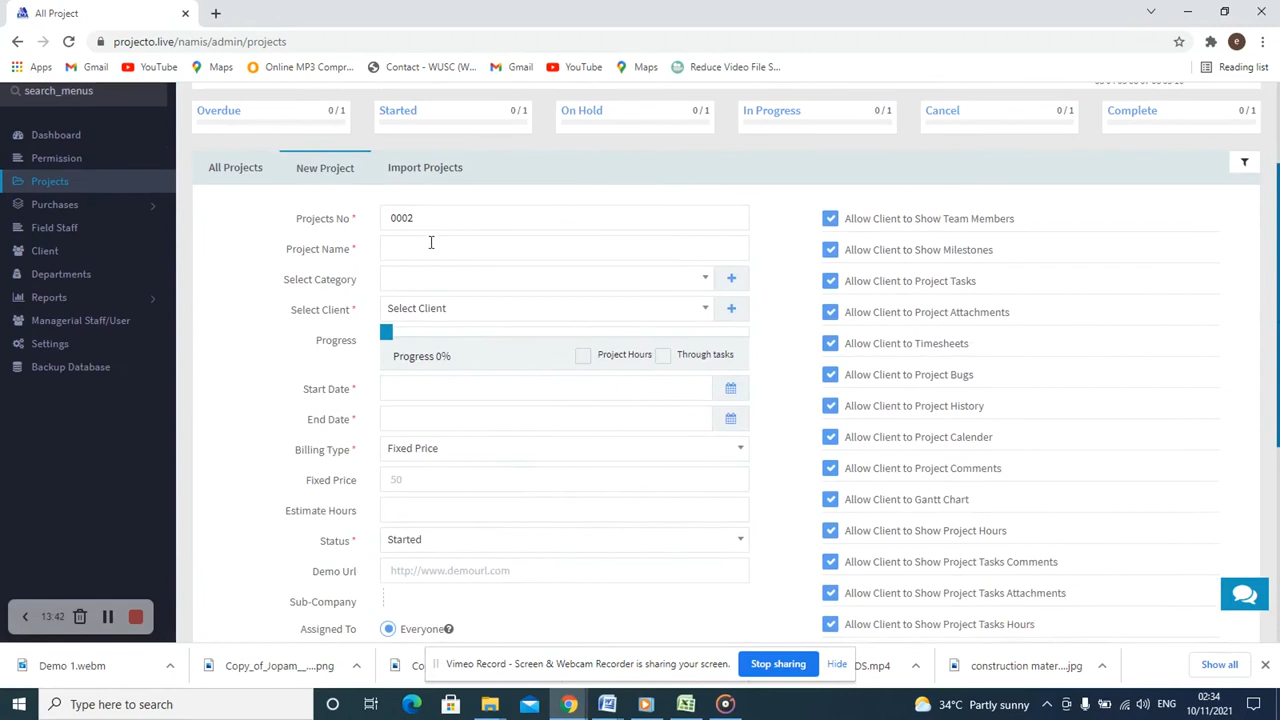 All Project
projecto.live/namis/admin/projects
e
Apps
Gmail
YouTube
Maps
Online MP3 Compr...
Contact - WUSC (W...
Gmail
YouTube
Maps
Reduce Video File S...
Reading list
search_menus
Overdue 0 / 1
Started 0 / 1
On Hold 0 / 1
In Progress 0 / 1
Cancel 0 / 1
Complete 0 / 1
Dashboard
Permission
Projects
Purchases
Field Staff
Client
Departments
Reports
Managerial Staff/User
Settings
Backup Database
All Projects
New Project
Import Projects
Projects No * 0002
Project Name *
Select Category
Select Client * Select Client
Progress
Progress 0% Project Hours Through tasks
Start Date *
End Date *
Billing Type * Fixed Price
Fixed Price 50
Estimate Hours
Status * Started
Demo Url http://www.demourl.com
Sub-Company
Assigned To Everyone
Allow Client to Show Team Members
Allow Client to Show Milestones
Allow Client to Project Tasks
Allow Client to Project Attachments
Allow Client to Timesheets
Allow Client to Project Bugs
Allow Client to Project History
Allow Client to Project Calender
Allow Client to Project Comments
Allow Client to Gantt Chart
Allow Client to Show Project Hours
Allow Client to Show Project Tasks Comments
Allow Client to Show Project Tasks Attachments
Allow Client to Show Project Tasks Hours
13:42
Demo 1.webm
Copy_of_Jopam__....png
Co
Vimeo Record - Screen & Webcam Recorder is sharing your screen.
Stop sharing
Hide
DS.mp4
construction mater....jpg
Show all
Type here to search
34°C Partly sunny
ENG
02:34
10/11/2021